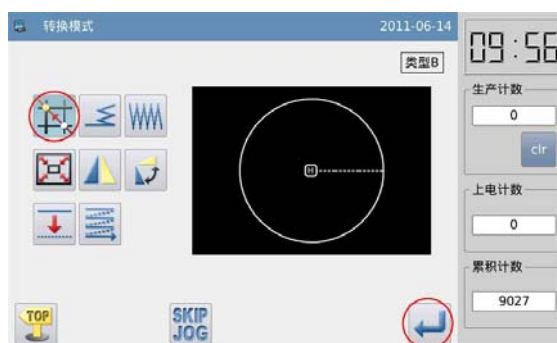 转换模式
2011-06-14
类型B
H
TOP
SKIP
JOG
09:56
生产计数
0
clr
上电计数
0
累积计数
9027